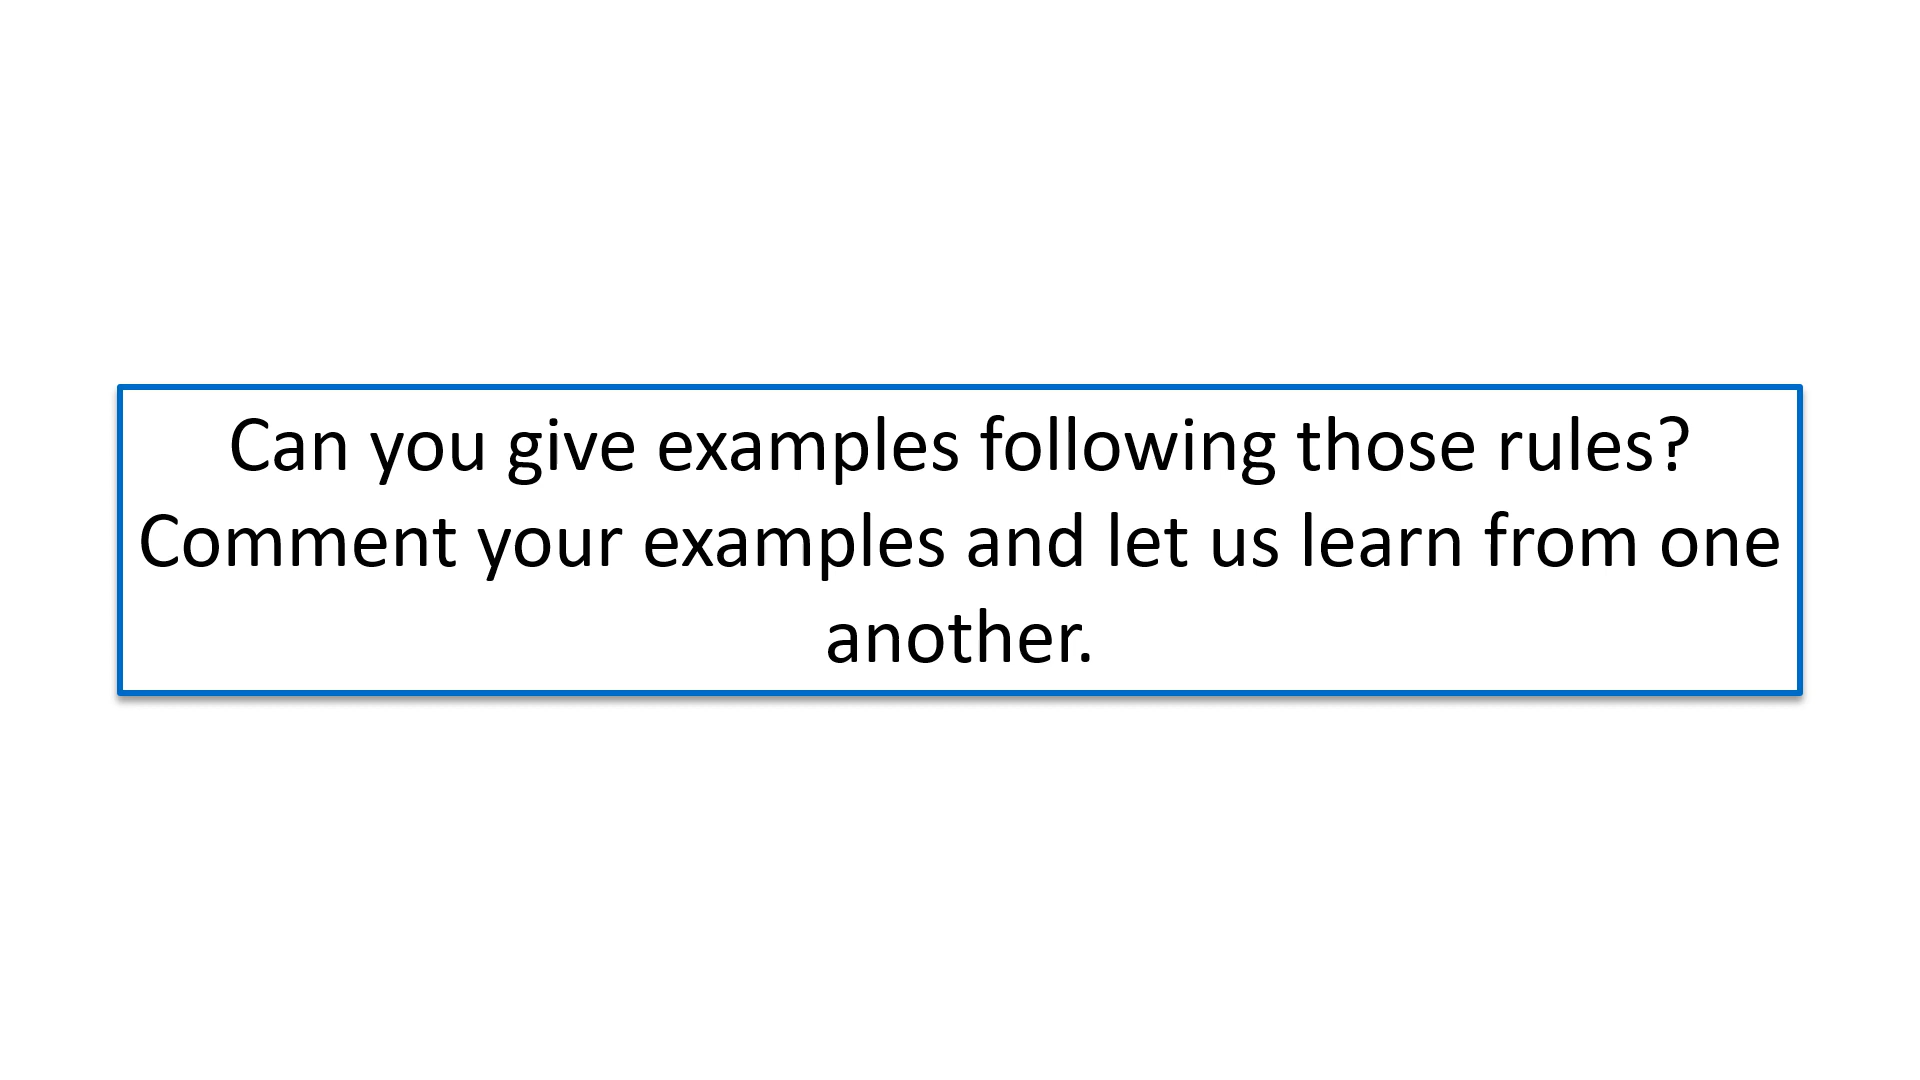 Can you give examples following those rules?
Comment your examples and let us learn from one
another.